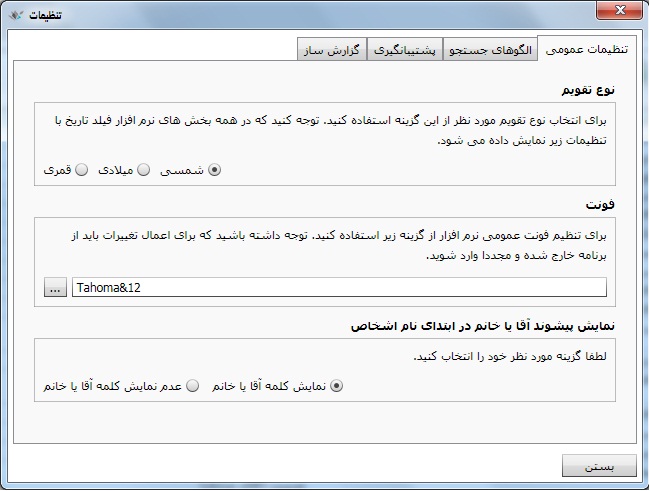 تنظیمات
تنظیمات عمومی
الگوهای جستجو
پشتیبانگیری
گزارش ساز
نوع تقویم
برای انتخاب نوع تقویم مورد نظر از این گزینه استفاده کنید. توجه کنید که در همه بخش های نرم افزار فیلد تاریخ با
تنظیمات زیر نمایش داده می شود.
شمسی میلادی قمری
فونت
برای تنظیم فونت عمومی نرم افزار از گزینه زیر استفاده کنید. توجه داشته باشید که برای اعمال تغییرات باید از
برنامه خارج شده و مجددا وارد شوید.
Tahoma&12
...
نمایش پیشوند آقا یا خانم در ابتدای نام اشخاص
لطفا گزینه مورد نظر خود را انتخاب کنید.
نمایش کلمه آقا یا خانم عدم نمایش کلمه آقا یا خانم
بستن